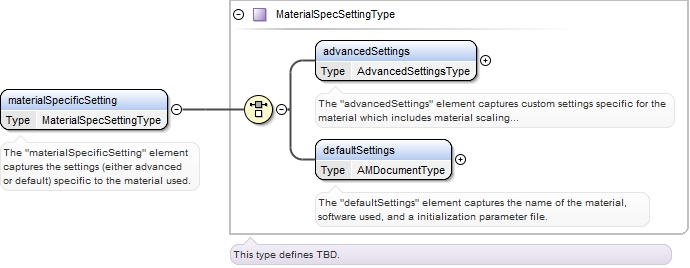 MaterialSpecSettingType
advancedSettings
Type AdvancedSettingsType
The "advancedSettings" element captures custom settings specific for the
material which includes material scaling...
materialSpecificSetting
Type MaterialSpecSettingType
The "materialSpecificSetting" element
captures the settings (either advanced
or default) specific to the material used.
defaultSettings
Type AMDocumentType
The "defaultSettings" element captures the name of the material,
software used, and a initialization parameter file.
This type defines TBD.